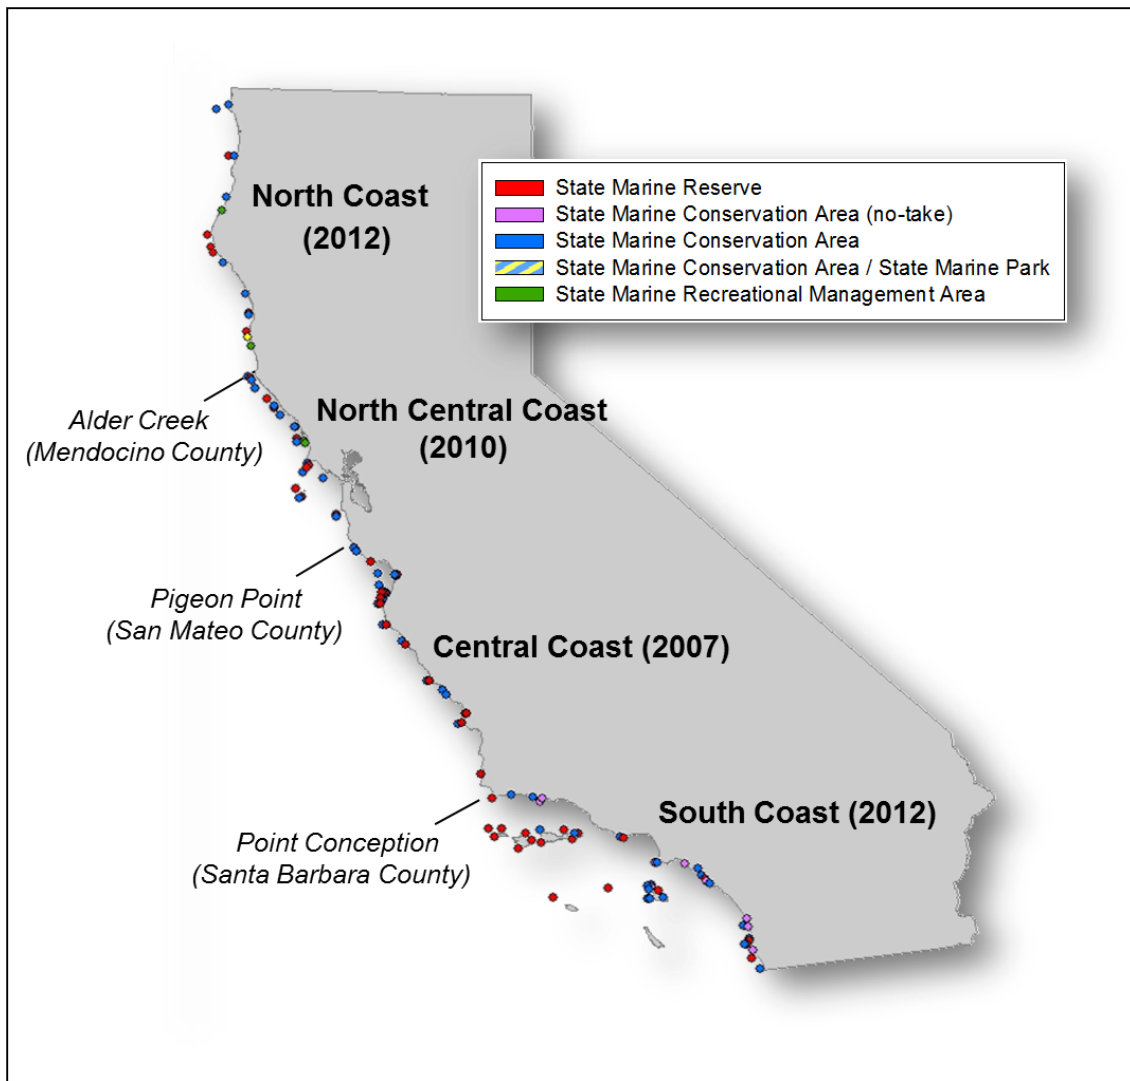 North Coast
(2012)
State Marine Reserve
State Marine Conservation Area (no-take)
State Marine Conservation Area
State Marine Conservation Area / State Marine Park
State Marine Recreational Management Area
Alder Creek
(Mendocino County)
North Central Coast
(2010)
Pigeon Point
(San Mateo County)
Central Coast (2007)
Point Conception
(Santa Barbara County)
South Coast (2012)